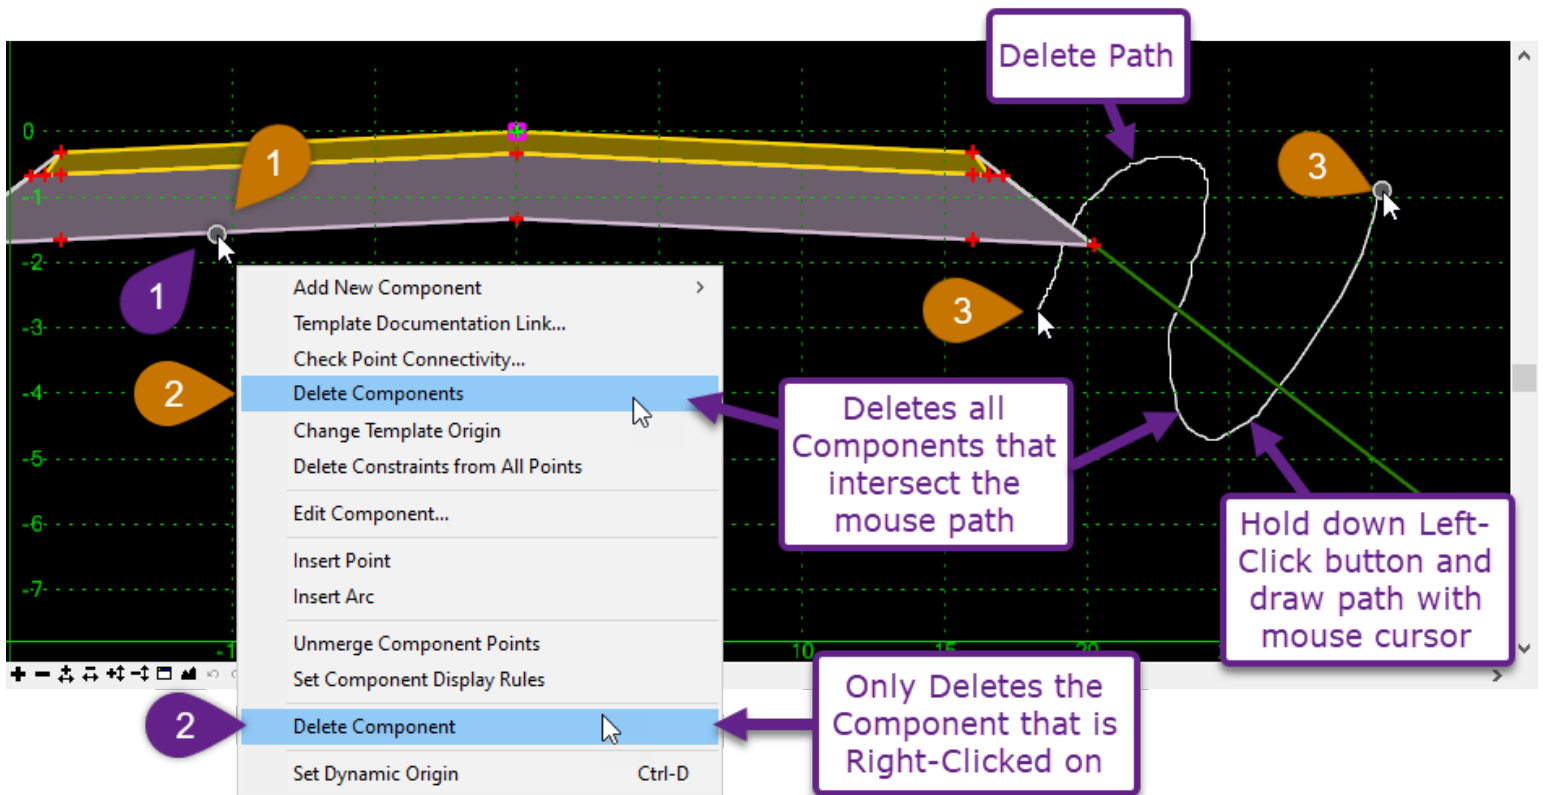 Delete Path
0
1
3
-1
-2
1
Add New Component
Template Documentation Link...
-3
3
Check Point Connectivity...
-4
2
Delete Components
Deletes all
Components that
intersect the
mouse path
Change Template Origin
-5
Delete Constraints from All Points
Edit Component...
-6
Hold down Left-
Click button and
draw path with
mouse cursor
Insert Point
-7
Insert Arc
Unmerge Component Points
10
15
20
Set Component Display Rules
Only Deletes the
Component that is
Right-Clicked on
2
Delete Component
Set Dynamic Origin Ctrl-D